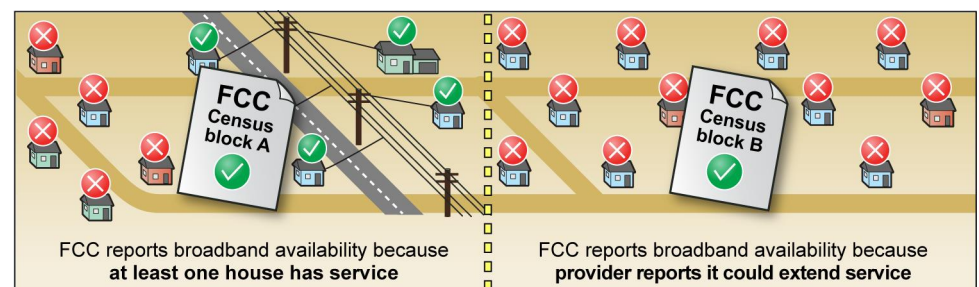 FCC
Census
block A
FCC
Census
block B
FCC reports broadband availability because
at least one house has service
FCC reports broadband availability because
provider reports it could extend service